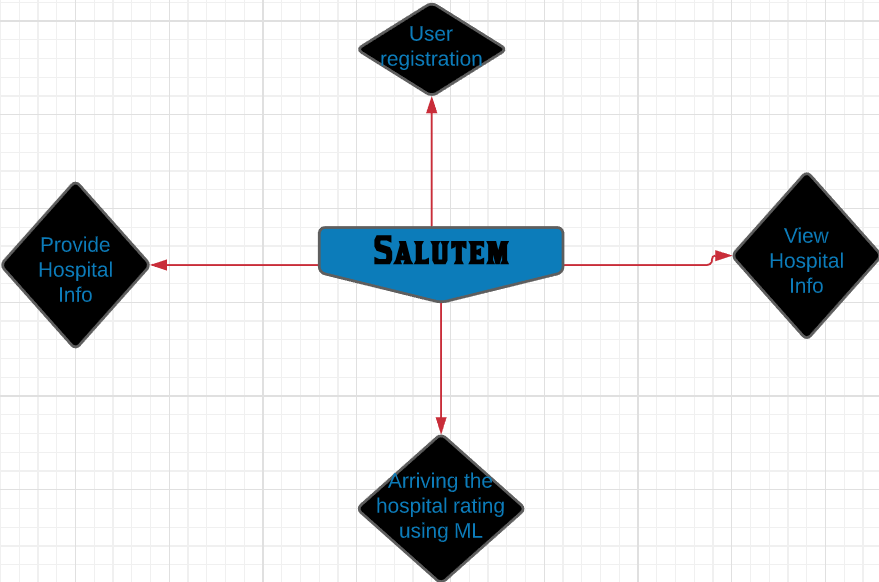 User
registration
Provide
Hospital
Info
SALUTEM
View
Hospital
Info
Arriving the
hospital rating
using ML